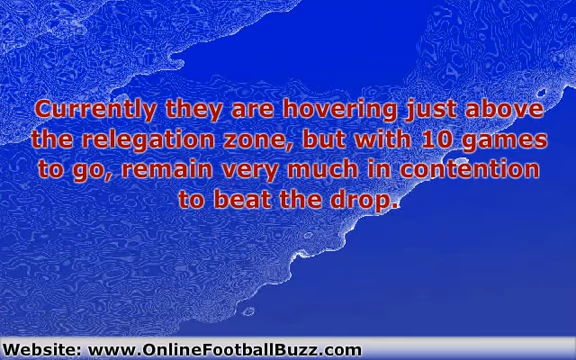 Currently they are hovering just above
the relegation zone, but with 10 games
to go, remain very much in contention
to beat the drop.
Website: www.OnlineFootballBuzz.com